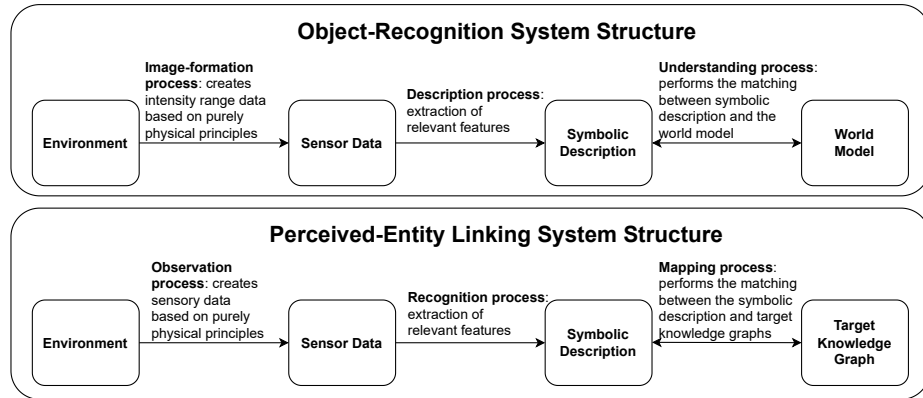 Object-Recognition System Structure
Image-formation
process: creates
intensity range data
based on purely
physical principles
Description process:
extraction of
relevant features
Understanding process:
performs the matching
between symbolic
description and the
world model
Environment
Sensor Data
Symbolic
Description
World
Model
Perceived-Entity Linking System Structure
Observation
process: creates
sensory data
based on purely
physical principles
Recognition process:
extraction of
relevant features
Mapping process:
performs the matching
between the symbolic
description and target
knowledge graphs
Environment
Sensor Data
Symbolic
Description
Target
Knowledge
Graph